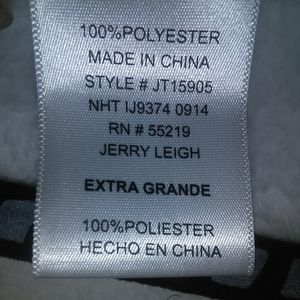 100%POLYESTER
MADE IN CHINA
STYLE # JT15905
NHT IJ9374 0914
RN # 55219
JERRY LEIGH
EXTRA GRANDE
100%POLIESTER
HECHO EN CHINA